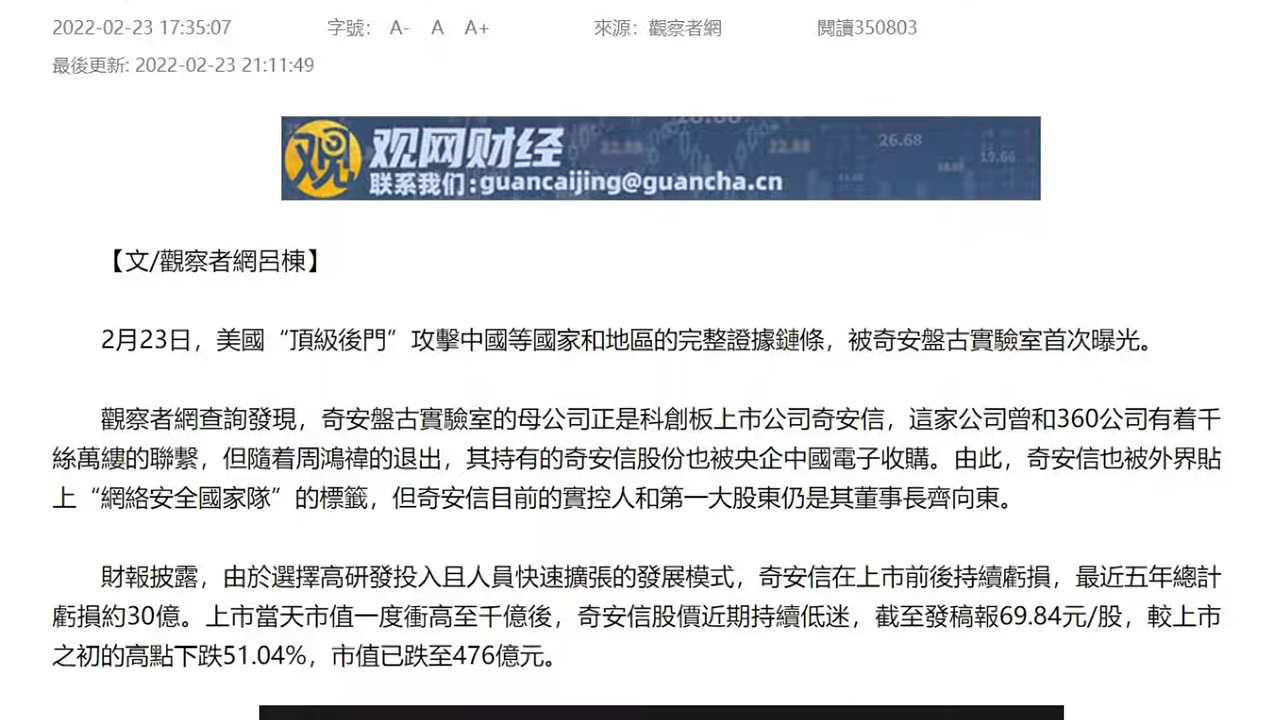 2022-02-23 17:35:07 字號： A- A A+ 來源：觀察者網 閱讀350803
最後更新: 2022-02-23 21:11:49
观 观网财经
联系我们:guancaijing@guancha.cn
26.68
19.66
22.88
【文/觀察者網呂棟】
2月23日，美國“頂級後門”攻擊中國等國家和地區的完整證據鏈條，被奇安盤古實驗室首次曝光。
觀察者網查詢發現，奇安盤古實驗室的母公司正是科創板上市公司奇安信，這家公司曾和360公司有着千
絲萬縷的聯繫，但隨着周鴻禕的退出，其持有的奇安信股份也被央企中國電子收購。由此，奇安信也被外界貼
上“網絡安全國家隊”的標籤，但奇安信目前的實控人和第一大股東仍是其董事長齊向東。
財報披露，由於選擇高研發投入且人員快速擴張的發展模式，奇安信在上市前後持續虧損，最近五年總計
虧損約30億。上市當天市值一度衝高至千億後，奇安信股價近期持續低迷，截至發稿報69.84元/股，較上市
之初的高點下跌51.04%，市值已跌至476億元。